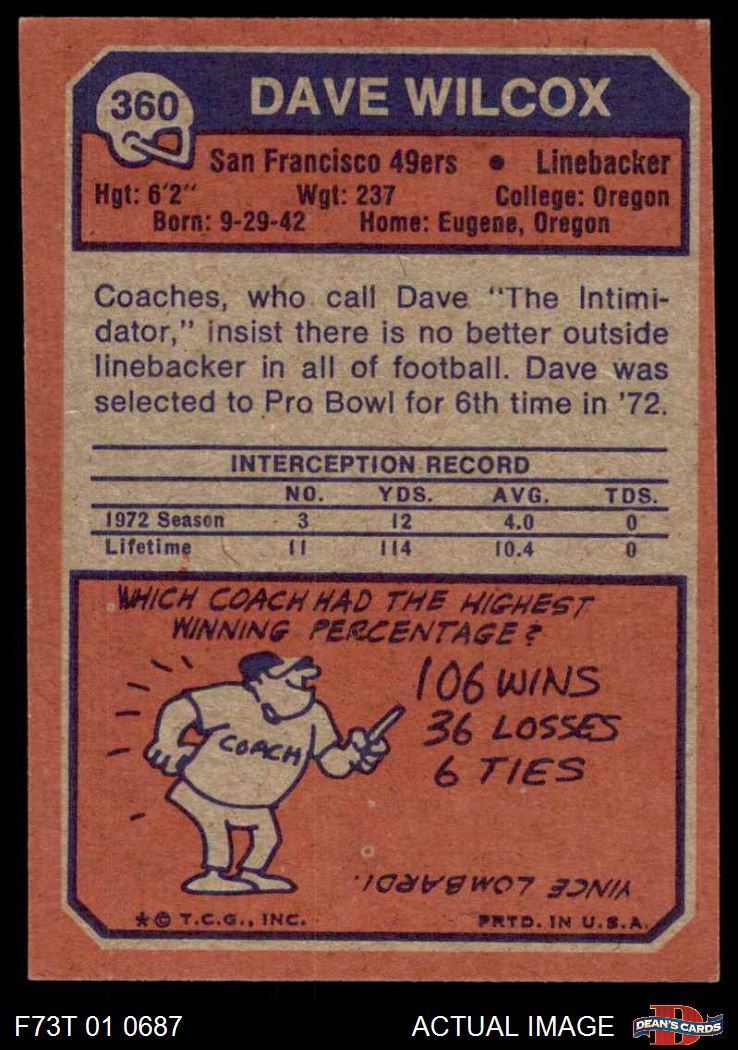 360
DAVE WILCOX
San Francisco 49ers • Linebacker
Hgt: 6'2" Wgt: 237 College: Oregon
Born: 9-29-42 Home: Eugene, Oregon
Coaches, who call Dave "The Intimi-
dator," insist there is no better outside
linebacker in all of football. Dave was
selected to Pro Bowl for 6th time in '72.
INTERCEPTION RECORD
NO. YDS. AVG. TDS.
1972 Season 3 12 4.0 0
Lifetime 11 114 10.4 0
WHICH COACH HAD THE HIGHEST
WINNING PERCENTAGE?
106 WINS
36 LOSSES
6 TIES
COACH
VINCE LOMBARDI.
*© T.C.G., INC. PRTD. IN U.S.A.
F73T 01 0687 ACTUAL IMAGE D DEAN'S CARDS